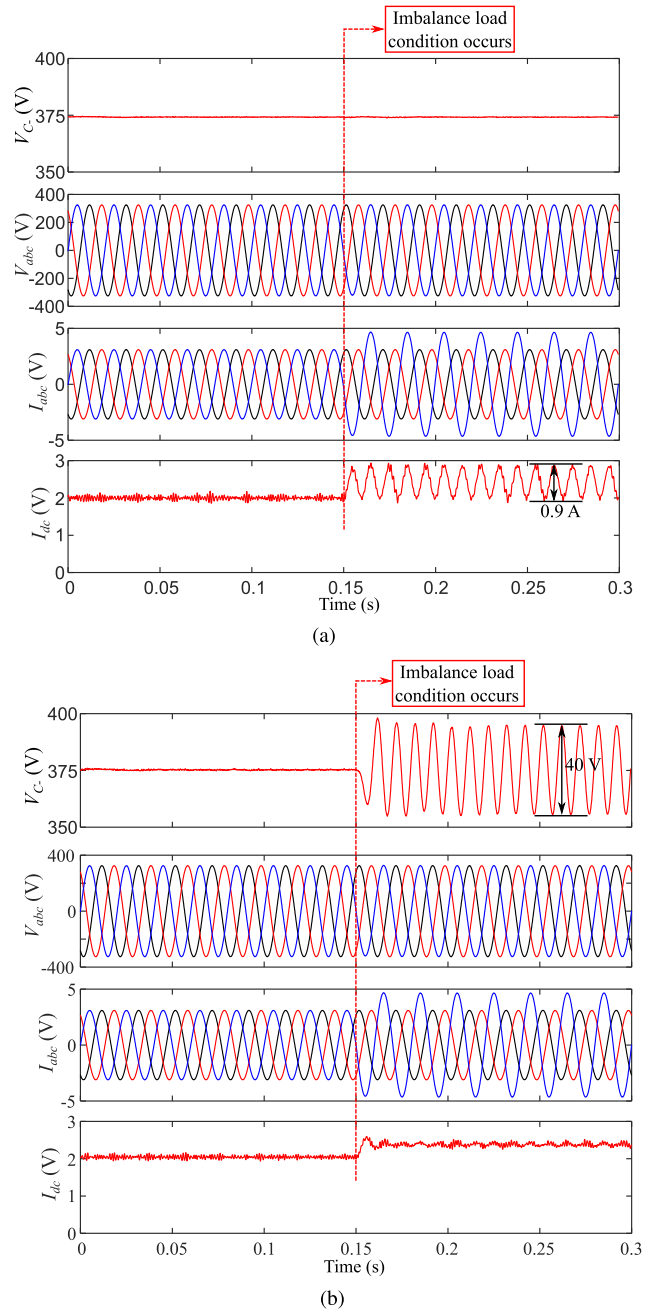 Imbalance load
condition occurs
400
375
350
V_C- (V)
400
200
0
-200
-400
V_abc (V)
5
0
-5
I_abc (V)
3
2
1
0
I_dc (V)
0.9 A
0 0.05 0.1 0.15 0.2 0.25 0.3
Time (s)
(a)
Imbalance load
condition occurs
400
375
350
V_C- (V)
40 V
400
0
-400
V_abc (V)
5
0
-5
I_abc (V)
3
2
1
0
I_dc (V)
0 0.05 0.1 0.15 0.2 0.25 0.3
Time (s)
(b)